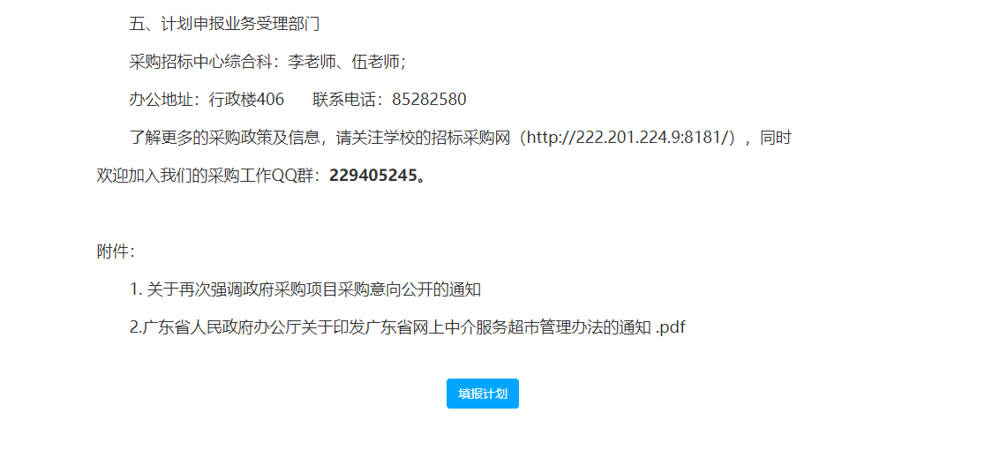 五、计划申报业务受理部门
采购招标中心综合科：李老师、伍老师；
办公地址：行政楼406 联系电话：85282580
了解更多的采购政策及信息，请关注学校的招标采购网（http://222.201.224.9:8181/），同时
欢迎加入我们的采购工作QQ群：229405245。
附件：
1. 关于再次强调政府采购项目采购意向公开的通知
2.广东省人民政府办公厅关于印发广东省网上中介服务超市管理办法的通知 .pdf
填报计划